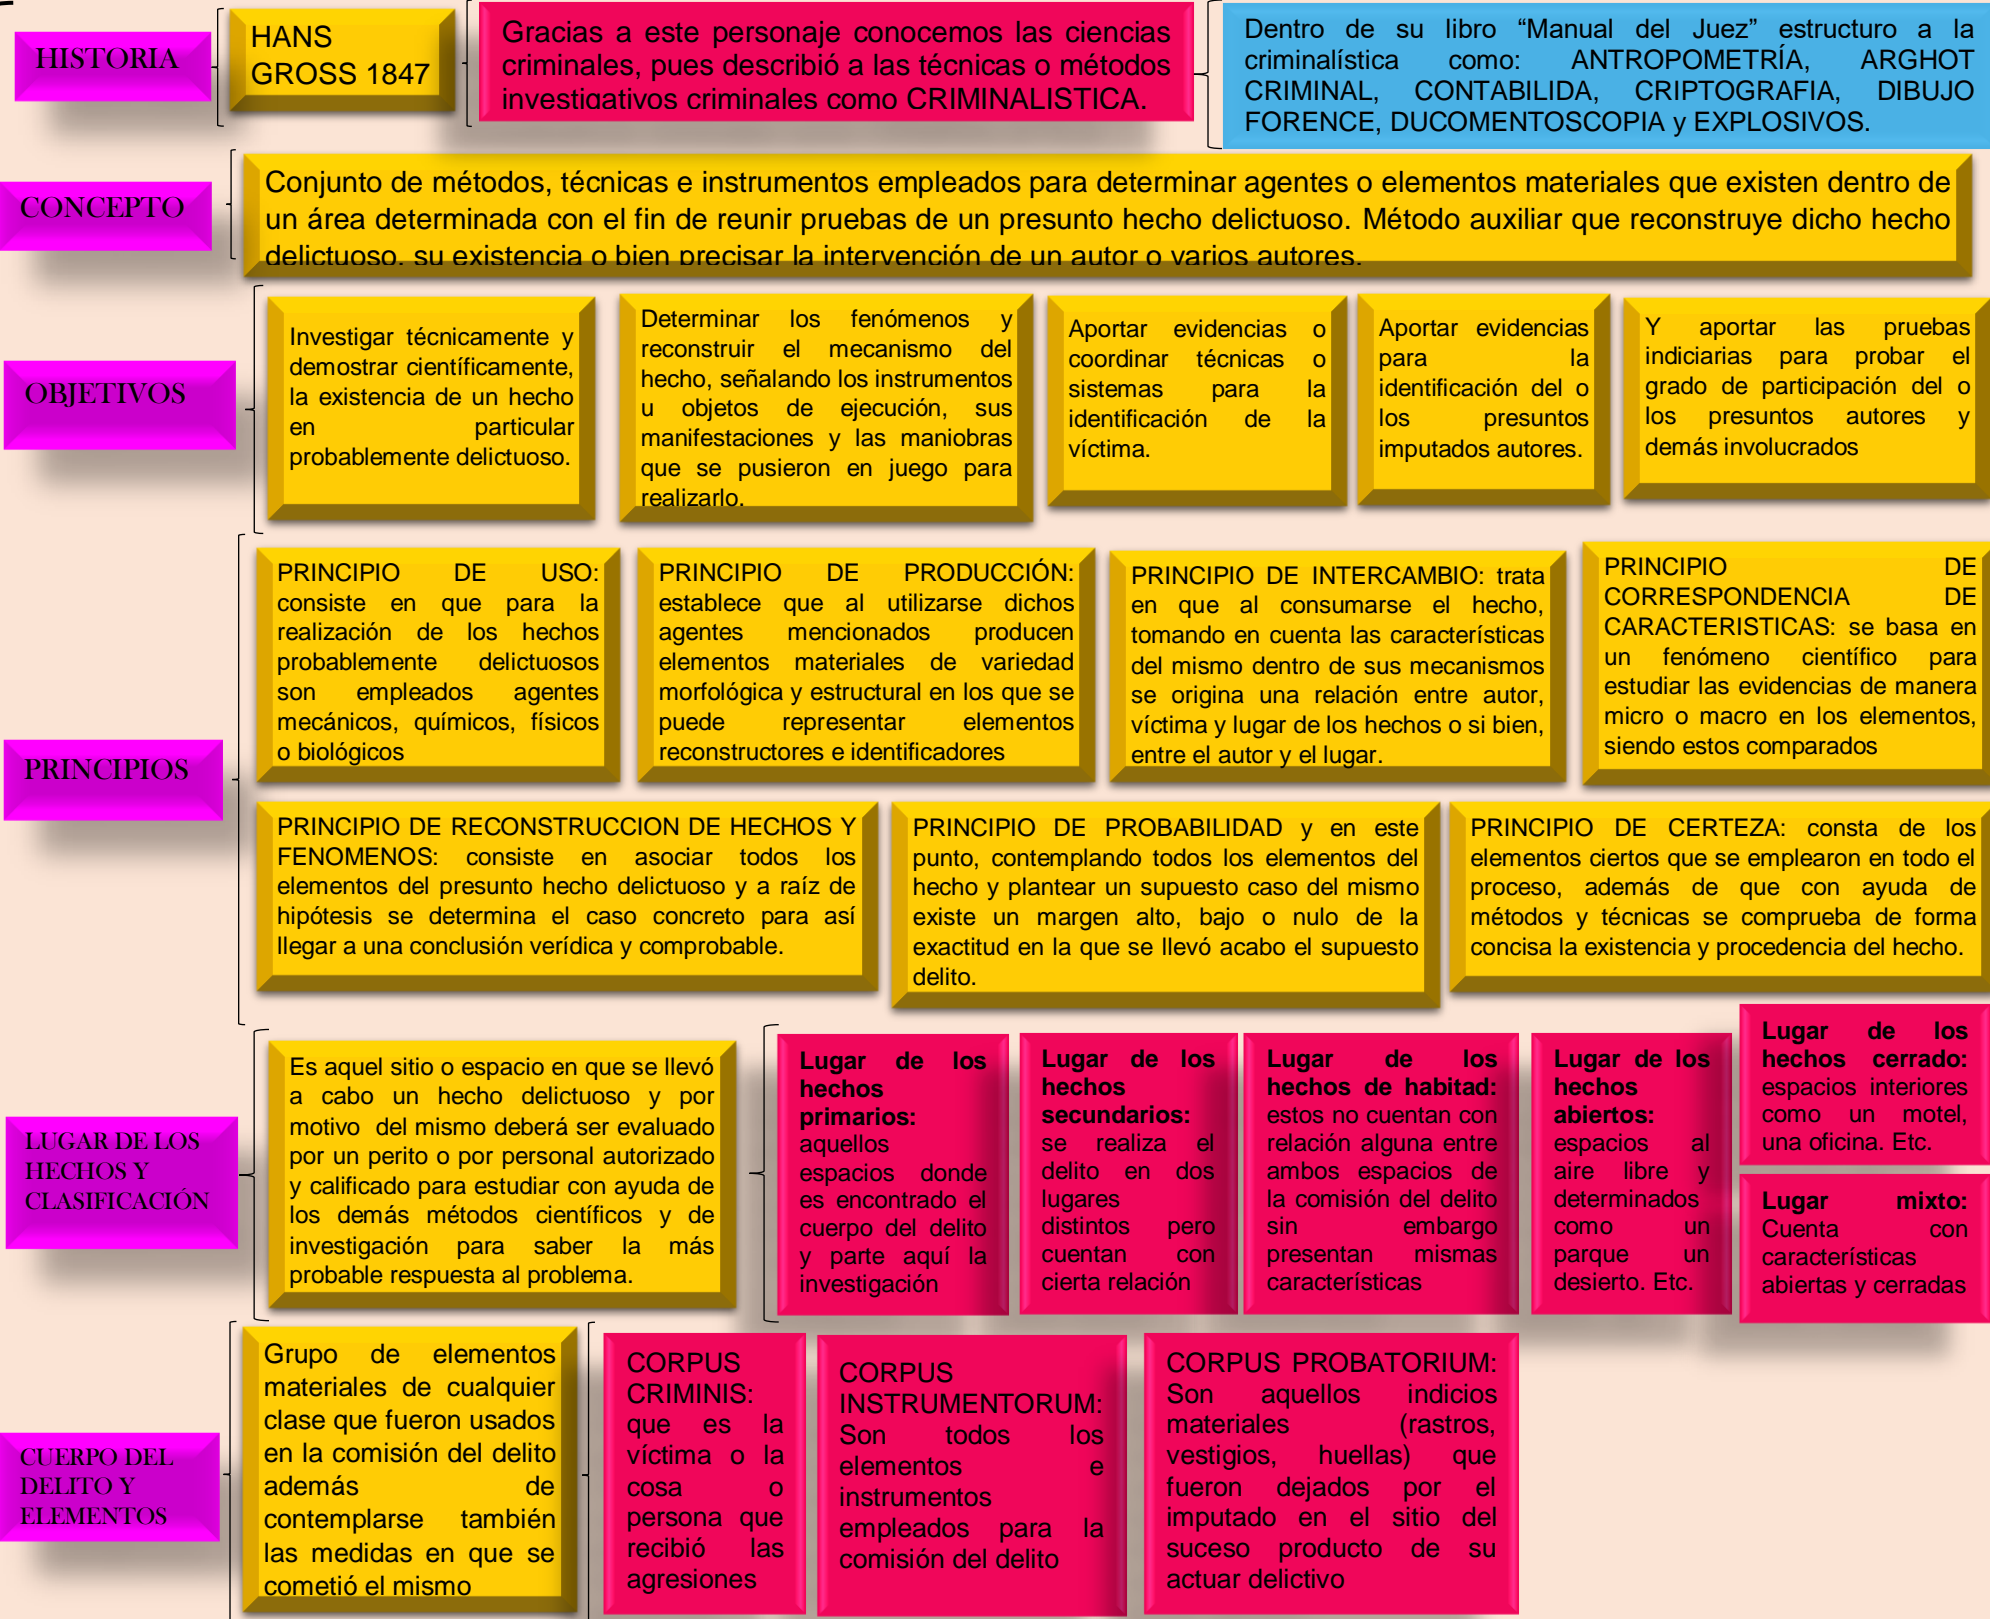 HISTORIA
HANS
GROSS 1847
Gracias a este personaje conocemos las ciencias
criminales, pues describió a las técnicas o métodos
investigativos criminales como CRIMINALISTICA.
Dentro de su libro “Manual del Juez” estructuro a la
criminalística como: ANTROPOMETRÍA, ARGHOT
CRIMINAL, CONTABILIDA, CRIPTOGRAFIA, DIBUJO
FORENCE, DUCOMENTOSCOPIA y EXPLOSIVOS.
CONCEPTO
Conjunto de métodos, técnicas e instrumentos empleados para determinar agentes o elementos materiales que existen dentro de
un área determinada con el fin de reunir pruebas de un presunto hecho delictuoso. Método auxiliar que reconstruye dicho hecho
delictuoso, su existencia o bien precisar la intervención de un autor o varios autores.
OBJETIVOS
Investigar técnicamente y
demostrar científicamente,
la existencia de un hecho
en particular
probablemente delictuoso.
Determinar los fenómenos y
reconstruir el mecanismo del
hecho, señalando los instrumentos
u objetos de ejecución, sus
manifestaciones y las maniobras
que se pusieron en juego para
realizarlo.
Aportar evidencias o
coordinar técnicas o
sistemas para la
identificación de la
víctima.
Aportar evidencias
para la
identificación del o
los presuntos
imputados autores.
Y aportar las pruebas
indiciarias para probar el
grado de participación del o
los presuntos autores y
demás involucrados
PRINCIPIOS
PRINCIPIO DE USO:
consiste en que para la
realización de los hechos
probablemente delictuosos
son empleados agentes
mecánicos, químicos, físicos
o biológicos
PRINCIPIO DE PRODUCCIÓN:
establece que al utilizarse dichos
agentes mencionados producen
elementos materiales de variedad
morfológica y estructural en los que se
puede representar elementos
reconstructores e identificadores
PRINCIPIO DE INTERCAMBIO: trata
en que al consumarse el hecho,
tomando en cuenta las características
del mismo dentro de sus mecanismos
se origina una relación entre autor,
víctima y lugar de los hechos o si bien,
entre el autor y el lugar.
PRINCIPIO DE
CORRESPONDENCIA DE
CARACTERISTICAS: se basa en
un fenómeno científico para
estudiar las evidencias de manera
micro o macro en los elementos,
siendo estos comparados
PRINCIPIO DE RECONSTRUCCION DE HECHOS Y
FENOMENOS: consiste en asociar todos los
elementos del presunto hecho delictuoso y a raíz de
hipótesis se determina el caso concreto para así
llegar a una conclusión verídica y comprobable.
PRINCIPIO DE PROBABILIDAD y en este
punto, contemplando todos los elementos del
hecho y plantear un supuesto caso del mismo
existe un margen alto, bajo o nulo de la
exactitud en la que se llevó acabo el supuesto
delito.
PRINCIPIO DE CERTEZA: consta de los
elementos ciertos que se emplearon en todo el
proceso, además de que con ayuda de
métodos y técnicas se comprueba de forma
concisa la existencia y procedencia del hecho.
LUGAR DE LOS
HECHOS Y
CLASIFICACIÓN
Es aquel sitio o espacio en que se llevó
a cabo un hecho delictuoso y por
motivo del mismo deberá ser evaluado
por un perito o por personal autorizado
y calificado para estudiar con ayuda de
los demás métodos científicos y de
investigación para saber la más
probable respuesta al problema.
Lugar de los
hechos
primarios:
aquellos
espacios donde
es encontrado el
cuerpo del delito
y parte aquí la
investigación
Lugar de los
hechos
secundarios:
se realiza el
delito en dos
lugares
distintos pero
cuentan con
cierta relación
Lugar de los
hechos de habitad:
estos no cuentan con
relación alguna entre
ambos espacios de
la comisión del delito
sin embargo
presentan mismas
características
Lugar de los
hechos
abiertos:
espacios al
aire libre y
determinados
como un
parque un
desierto. Etc.
Lugar de los
hechos cerrado:
espacios interiores
como un motel,
una oficina. Etc.
Lugar mixto:
Cuenta con
características
abiertas y cerradas
CUERPO DEL
DELITO Y
ELEMENTOS
Grupo de elementos
materiales de cualquier
clase que fueron usados
en la comisión del delito
además de
contemplarse también
las medidas en que se
cometió el mismo
CORPUS
CRIMINIS:
que es la
víctima o la
cosa o
persona que
recibió las
agresiones
CORPUS
INSTRUMENTORUM:
Son todos los
elementos e
instrumentos
empleados para la
comisión del delito
CORPUS PROBATORIUM:
Son aquellos indicios
materiales (rastros,
vestigios, huellas) que
fueron dejados por el
imputado en el sitio del
suceso producto de su
actuar delictivo